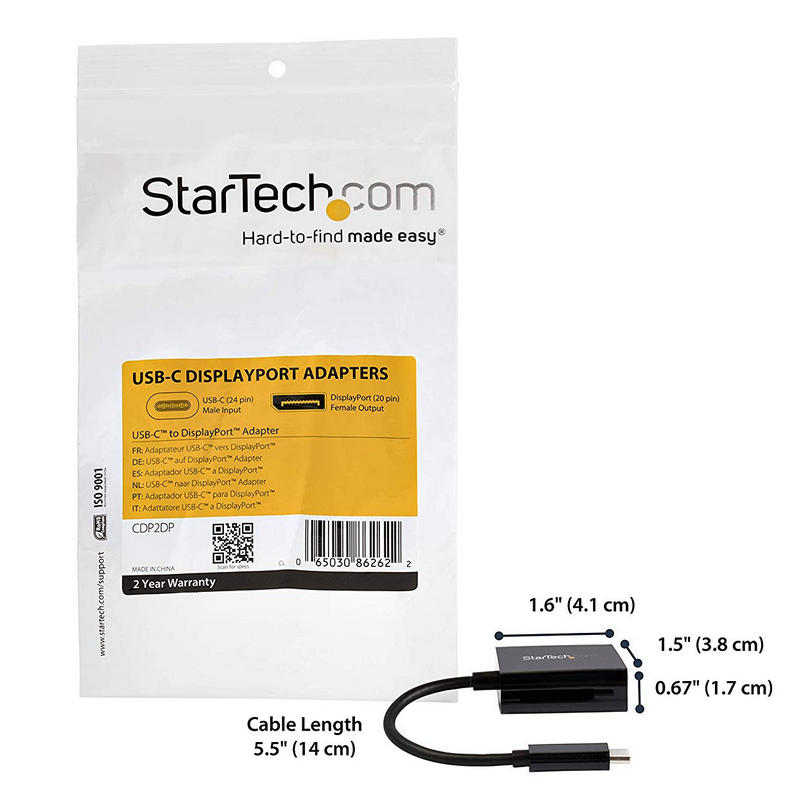 StarTech.com
Hard-to-find made easy®
USB-C DISPLAYPORT ADAPTERS
USB-C (24 pin)
Male Input
DisplayPort (20 pin)
Female Output
USB-C™ to DisplayPort™ Adapter
FR: Adaptateur USB-C™ vers DisplayPort™
DE: USB-C™ auf DisplayPort™ Adapter
ES: Adaptador USB-C™ a DisplayPort™
NL: USB-C™ naar DisplayPort™ Adapter
PT: Adaptador USB-C™ para DisplayPort™
IT: Adattatore USB-C™ a DisplayPort™
CDP2DP
MADE IN CHINA
Scan for specs
CL 0 65030 86262 2
2 Year Warranty
ISO 9001
RoHS
www.startech.com/support
1.6" (4.1 cm)
1.5" (3.8 cm)
0.67" (1.7 cm)
StarTech.com
Cable Length
5.5" (14 cm)